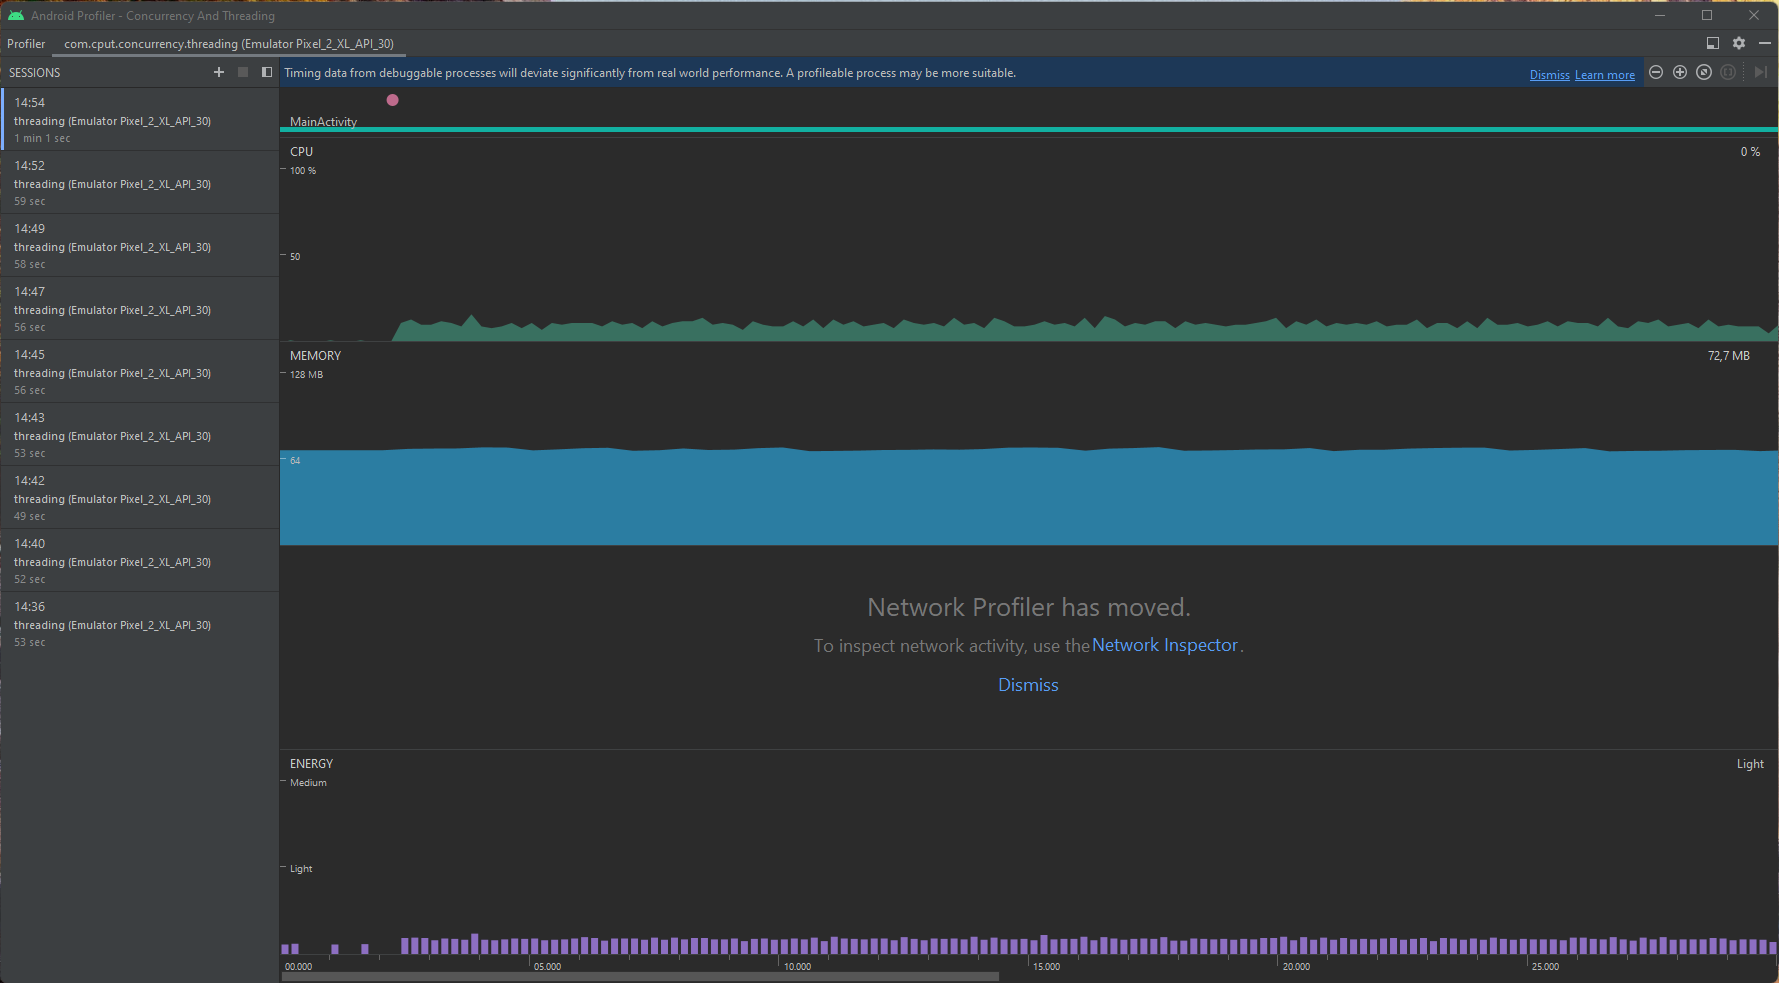 Android Profiler - Concurrency And Threading
Profiler com.cput.concurrency.threading (Emulator Pixel_2_XL_API_30)
SESSIONS
Timing data from debuggable processes will deviate significantly from real world performance. A profileable process may be more suitable.
Dismiss Learn more
14:54
threading (Emulator Pixel_2_XL_API_30)
1 min 1 sec
14:52
threading (Emulator Pixel_2_XL_API_30)
59 sec
14:49
threading (Emulator Pixel_2_XL_API_30)
58 sec
14:47
threading (Emulator Pixel_2_XL_API_30)
56 sec
14:45
threading (Emulator Pixel_2_XL_API_30)
56 sec
14:43
threading (Emulator Pixel_2_XL_API_30)
53 sec
14:42
threading (Emulator Pixel_2_XL_API_30)
49 sec
14:40
threading (Emulator Pixel_2_XL_API_30)
52 sec
14:36
threading (Emulator Pixel_2_XL_API_30)
53 sec
MainActivity
CPU 0 %
100 %
50
MEMORY 72,7 MB
128 MB
64
Network Profiler has moved.
To inspect network activity, use the Network Inspector.
Dismiss
ENERGY Light
Medium
Light
00.000 05.000 10.000 15.000 20.000 25.000